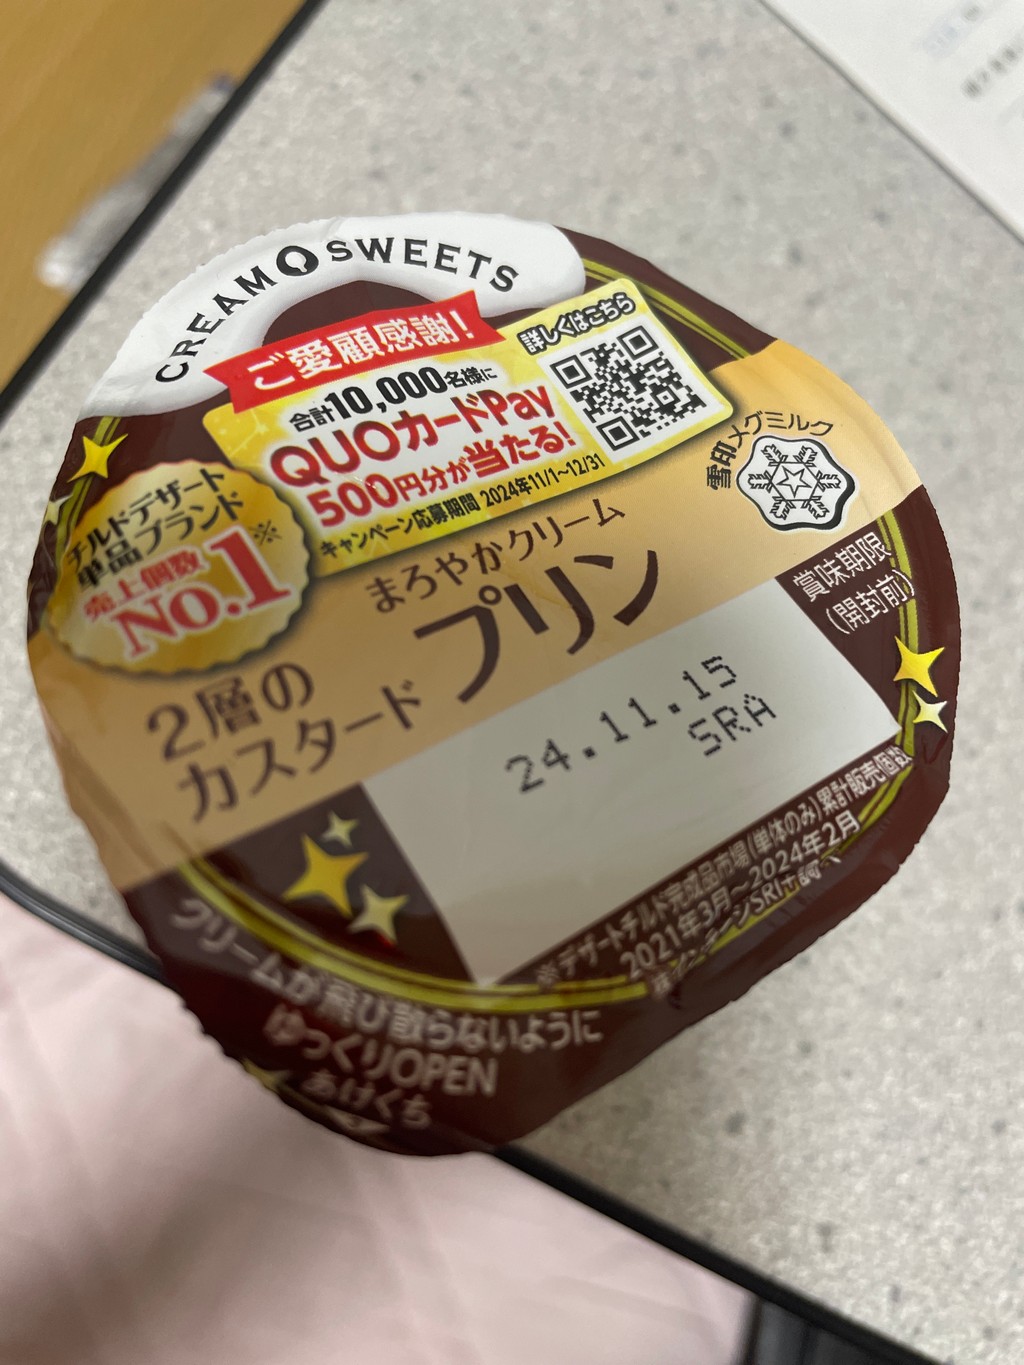 CREAM SWEETS
ご愛顧感謝!
合計10,000名様に
QUOカードPay
500円分が当たる!
キャンペーン応募期間 2024年11/1~12/31
詳しくはこちら
雪印メグミルク
チルドデザート
単品ブランド
売上個数※
No.1
まろやかクリーム
プリン
2層の
カスタード
賞味期限
(開封前)
24.11.15
SRA
※デザートチルド完成品市場(単体のみ)累計販売個数
2021年3月~2024年2月
クリームが飛び散らないように
ゆっくりOPEN
あけくち